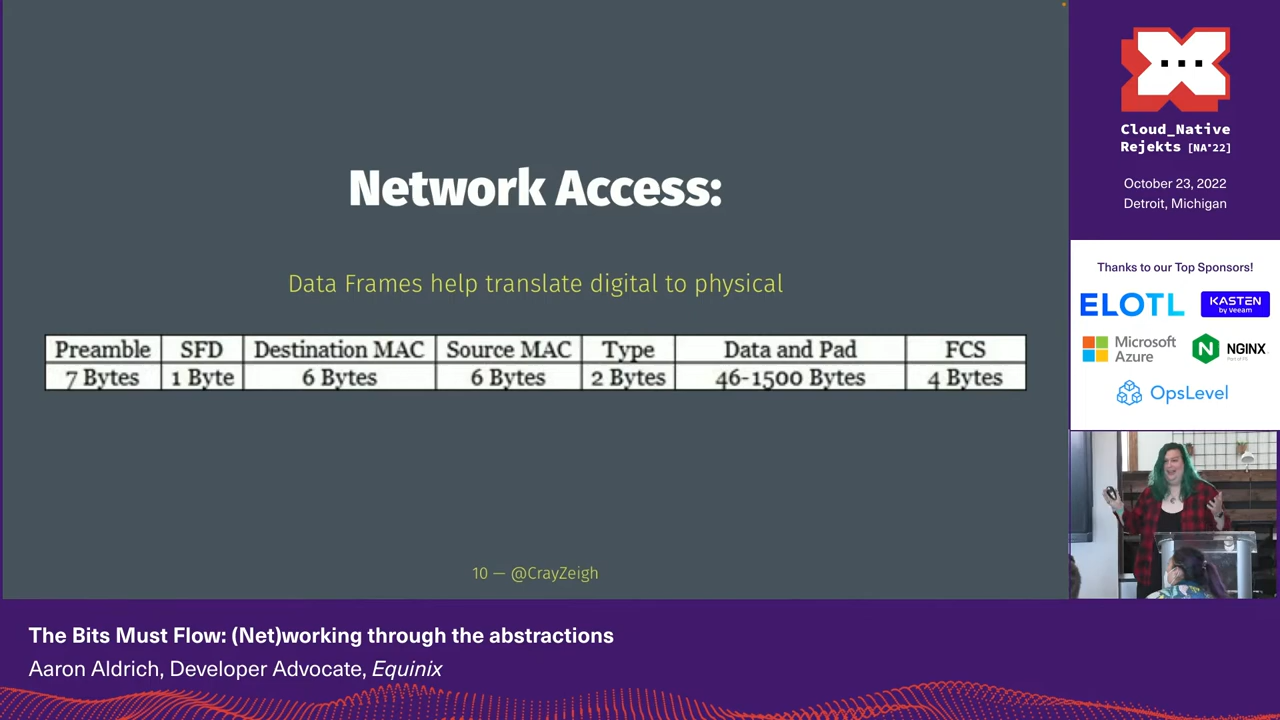 Network Access:
Data Frames help translate digital to physical
Preamble SFD Destination MAC Source MAC Type Data and Pad FCS
7 Bytes 1 Byte 6 Bytes 6 Bytes 2 Bytes 46-1500 Bytes 4 Bytes
10 — @CrayZeigh
Cloud_Native
Rejekts [NA'22]
October 23, 2022
Detroit, Michigan
Thanks to our Top Sponsors!
ELOTL
KASTEN
by Veeam
Microsoft
Azure
NGINX
Part of F5
OpsLevel
The Bits Must Flow: (Net)working through the abstractions
Aaron Aldrich, Developer Advocate, Equinix